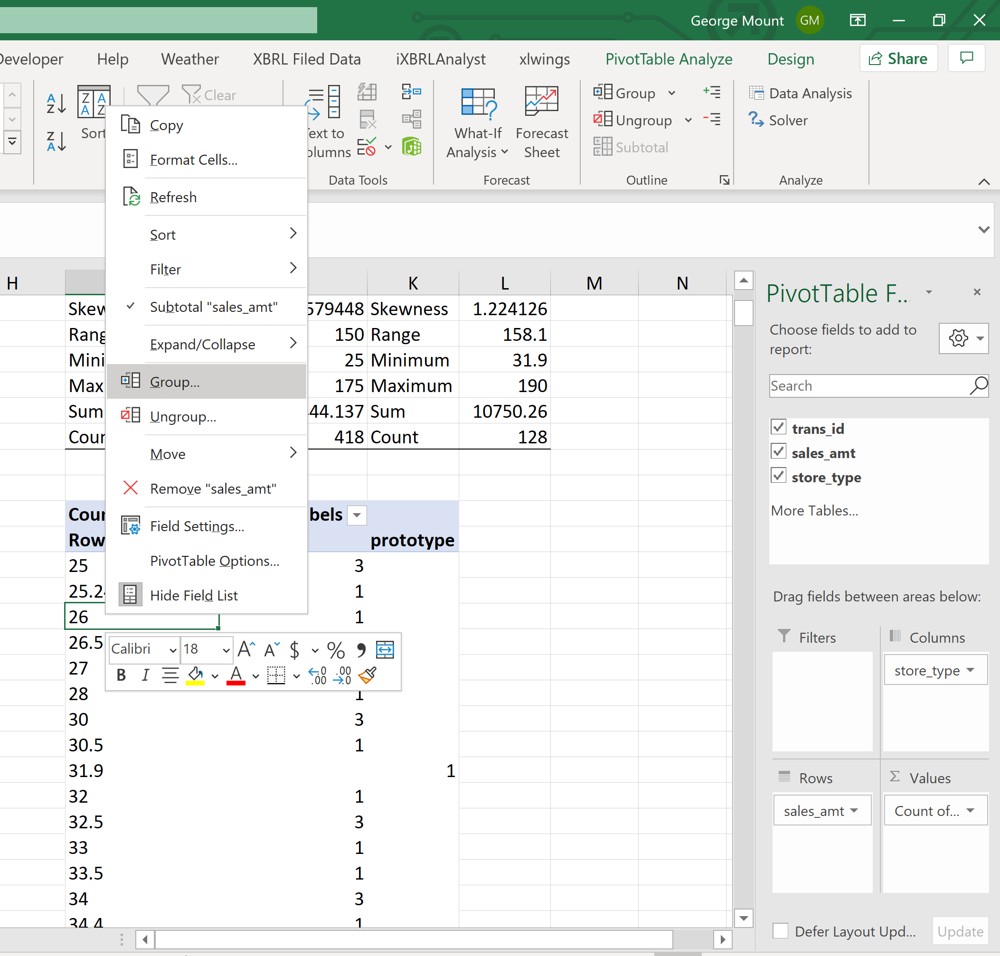 George Mount GM
Developer Help Weather XBRL Filed Data iXBRLAnalyst xlwings PivotTable Analyze Design Share
Clear
Sort
Text to
Columns
Data Tools
What-If
Analysis
Forecast
Sheet
Forecast
Group
Ungroup
Subtotal
Outline
Data Analysis
Solver
Analyze
Copy
Format Cells...
Refresh
Sort
Filter
Subtotal "sales_amt"
Expand/Collapse
Group...
Ungroup...
Move
Remove "sales_amt"
Field Settings...
PivotTable Options...
Hide Field List
H K L M N
Skew 579448 Skewness 1.224126
Rang 150 Range 158.1
Mini 25 Minimum 31.9
Max 175 Maximum 190
Sum 44.137 Sum 10750.26
Coun 418 Count 128
Coun bels
Row prototype
25 3
25.24 1
26 1
26.5
27
28 1
30 3
30.5 1
31.9 1
32 1
32.5 3
33 1
33.5 1
34 3
34.4 1
Calibri 18 A A $ % ,
B I A .00 .00
PivotTable F...
Choose fields to add to
report:
Search
trans_id
sales_amt
store_type
More Tables...
Drag fields between areas below:
Filters Columns
store_type
Rows Values
sales_amt Count of...
Defer Layout Upd... Update